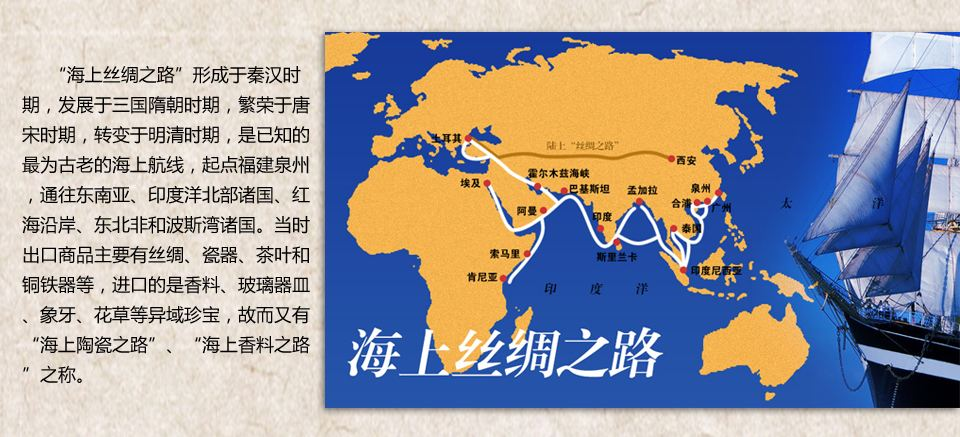 “海上丝绸之路”形成于秦汉时
期，发展于三国隋朝时期，繁荣于唐
宋时期，转变于明清时期，是已知的
最为古老的海上航线，起点福建泉州
，通往东南亚、印度洋北部诸国、红
海沿岸、东北非和波斯湾诸国。当时
出口商品主要有丝绸、瓷器、茶叶和
铜铁器等，进口的是香料、玻璃器皿
、象牙、花草等异域珍宝，故而又有
“海上陶瓷之路”、“海上香料之路
”之称。
土耳其
陆上“丝绸之路”
西安
埃及
霍尔木兹海峡
巴基斯坦
孟加拉
泉州
合浦
广州
阿曼
印度
泰国
太 洋
索马里
斯里兰卡
肯尼亚
印度尼西亚
印 度 洋
海上丝绸之路